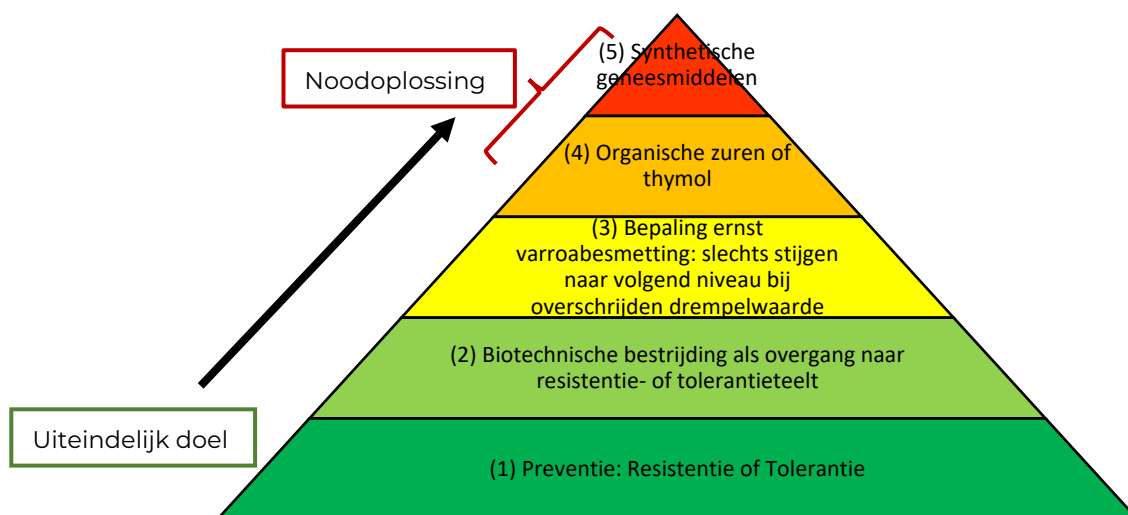 (5) Synthetische
geneesmiddelen
Noodoplossing
(4) Organische zuren of
thymol
(3) Bepaling ernst
varroabesmetting: slechts stijgen
naar volgend niveau bij
overschrijden drempelwaarde
(2) Biotechnische bestrijding als overgang naar
resistentie- of tolerantieteelt
Uiteindelijk doel
(1) Preventie: Resistentie of Tolerantie